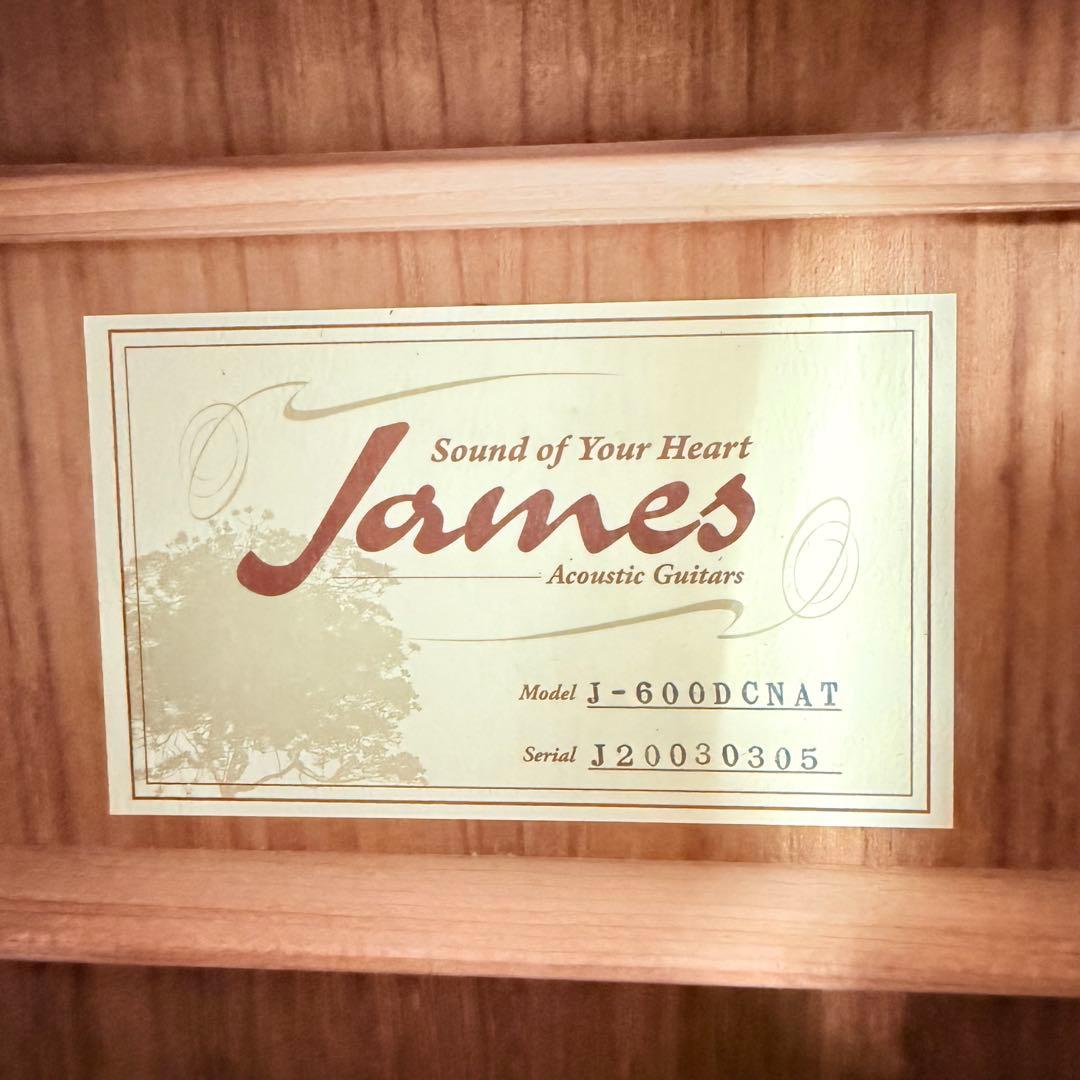 Sound of Your Heart
James
Acoustic Guitars
Model J-600DCNAT
Serial J20030305